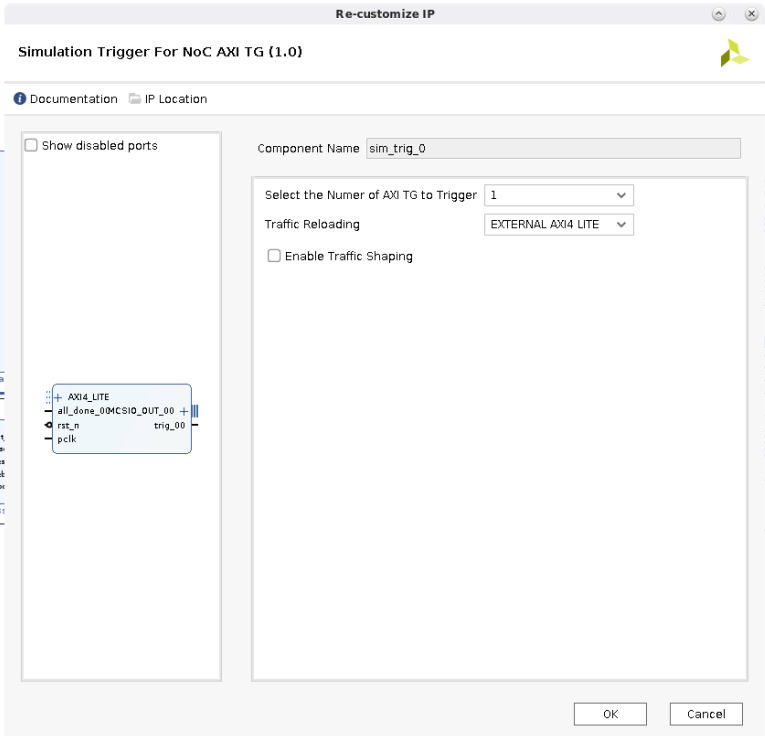 Re-customize IP
Simulation Trigger For NoC AXI TG (1.0)
Documentation IP Location
Show disabled ports
Component Name sim_trig_0
Select the Numer of AXI TG to Trigger 1
Traffic Reloading EXTERNAL AXI4 LITE
Enable Traffic Shaping
AXI4_LITE
all_done_00 MCSIO_OUT_00
rst_n trig_00
pclk
OK Cancel